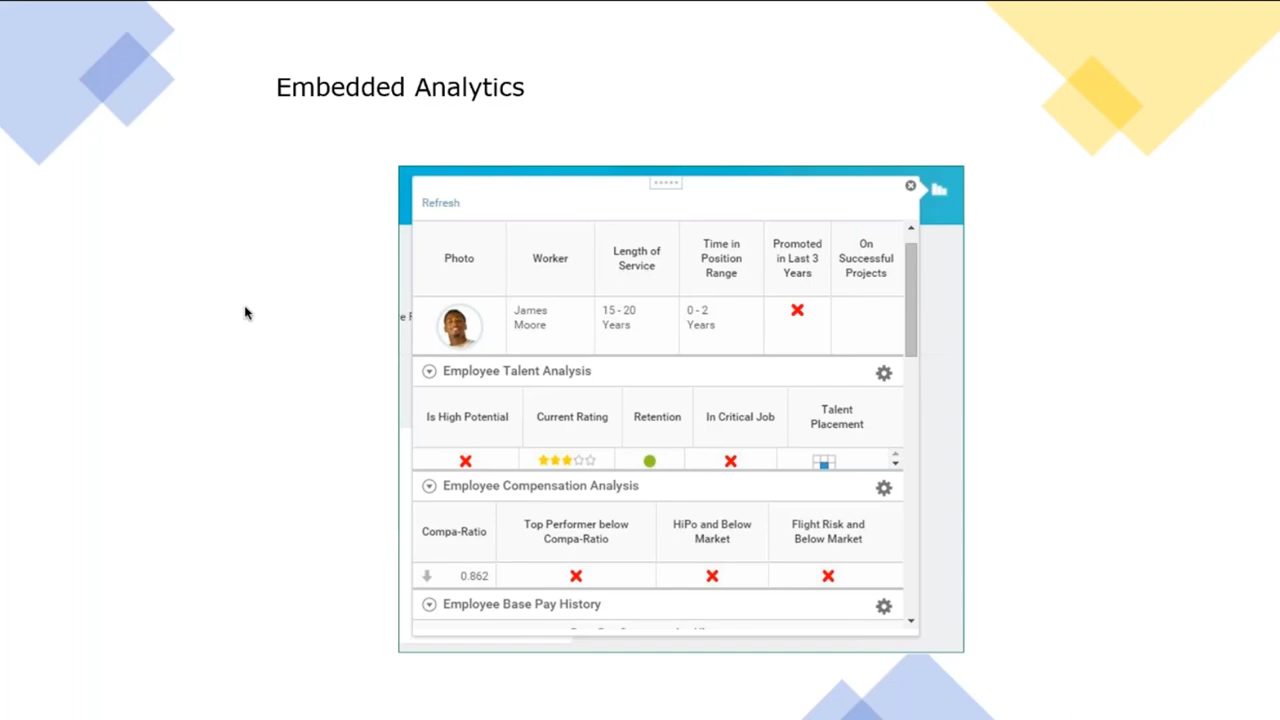 Embedded Analytics
Refresh
Photo
Worker
Length of
Service
Time in
Position
Range
Promoted
in Last 3
Years
On
Successful
Projects
James
Moore
15 - 20
Years
0 - 2
Years
e F
Employee Talent Analysis
Is High Potential
Current Rating
Retention
In Critical Job
Talent
Placement
Employee Compensation Analysis
Compa-Ratio
Top Performer below
Compa-Ratio
HiPo and Below
Market
Flight Risk and
Below Market
0.862
Employee Base Pay History